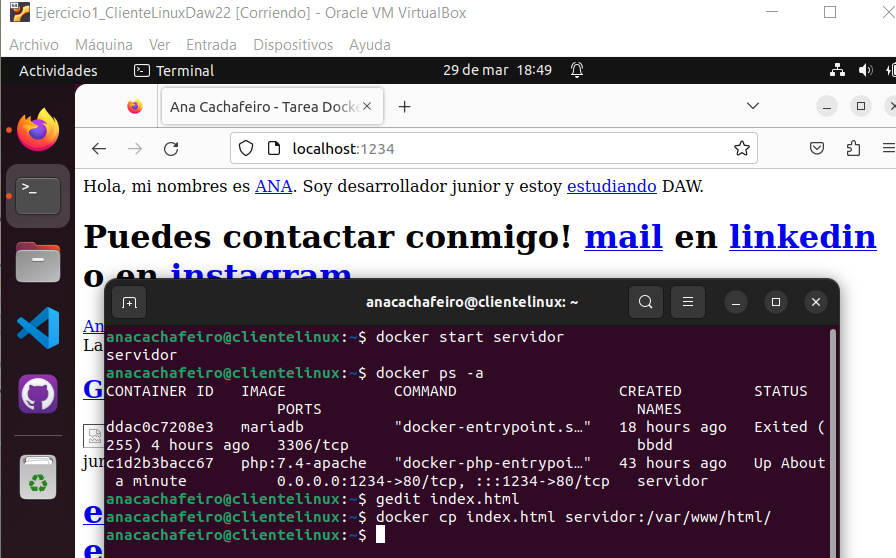 Ejercicio1_ClienteLinuxDaw22 [Corriendo] - Oracle VM VirtualBox
Archivo Máquina Ver Entrada Dispositivos Ayuda
Actividades Terminal 29 de mar 18:49
Ana Cachafeiro - Tarea Docke
localhost:1234
Hola, mi nombres es ANA. Soy desarrollador junior y estoy estudiando DAW.
Puedes contactar conmigo! mail en linkedin
o en instagram
anacachafeiro@clientelinux: ~
An
La
G
jur
e
e
anacachafeiro@clientelinux:~$ docker start servidor
servidor
anacachafeiro@clientelinux:~$ docker ps -a
CONTAINER ID IMAGE COMMAND CREATED STATUS
PORTS NAMES
ddac0c7208e3 mariadb "docker-entrypoint.s…" 18 hours ago Exited (
255) 4 hours ago 3306/tcp bbdd
c1d2b3bacc67 php:7.4-apache "docker-php-entrypoi…" 43 hours ago Up About
a minute 0.0.0.0:1234->80/tcp, :::1234->80/tcp servidor
anacachafeiro@clientelinux:~$ gedit index.html
anacachafeiro@clientelinux:~$ docker cp index.html servidor:/var/www/html/
anacachafeiro@clientelinux:~$